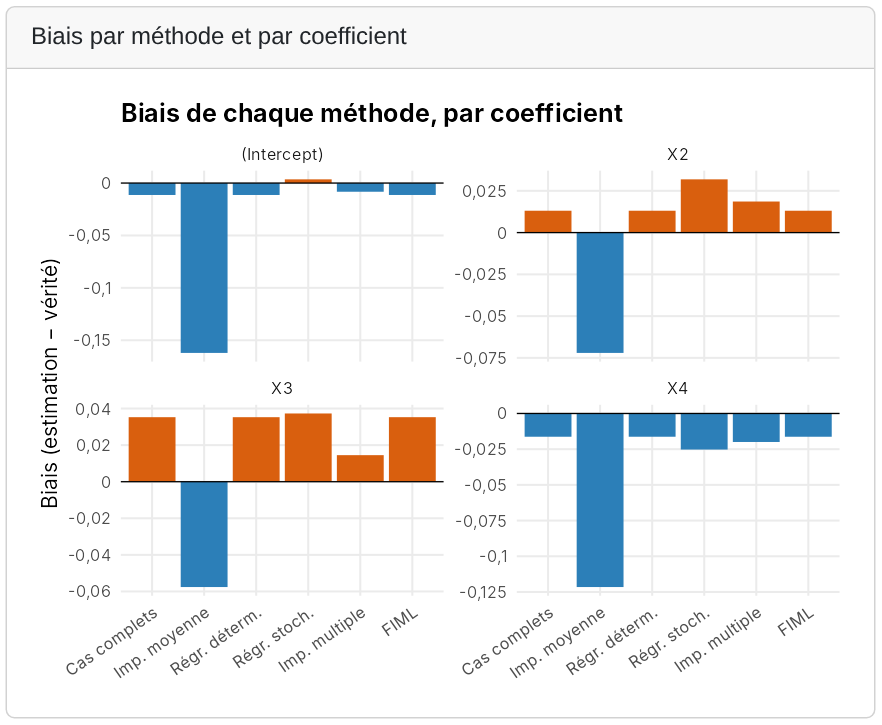 Biais par méthode et par coefficient
Biais de chaque méthode, par coefficient
Biais (estimation − vérité)
(Intercept)
0
-0,05
-0,1
-0,15
X2
0,025
0
-0,025
-0,05
-0,075
X3
0,04
0,02
0
-0,02
-0,04
-0,06
X4
0
-0,025
-0,05
-0,075
-0,1
-0,125
Cas complets
Imp. moyenne
Régr. déterm.
Régr. stoch.
Imp. multiple
FIML
Cas complets
Imp. moyenne
Régr. déterm.
Régr. stoch.
Imp. multiple
FIML